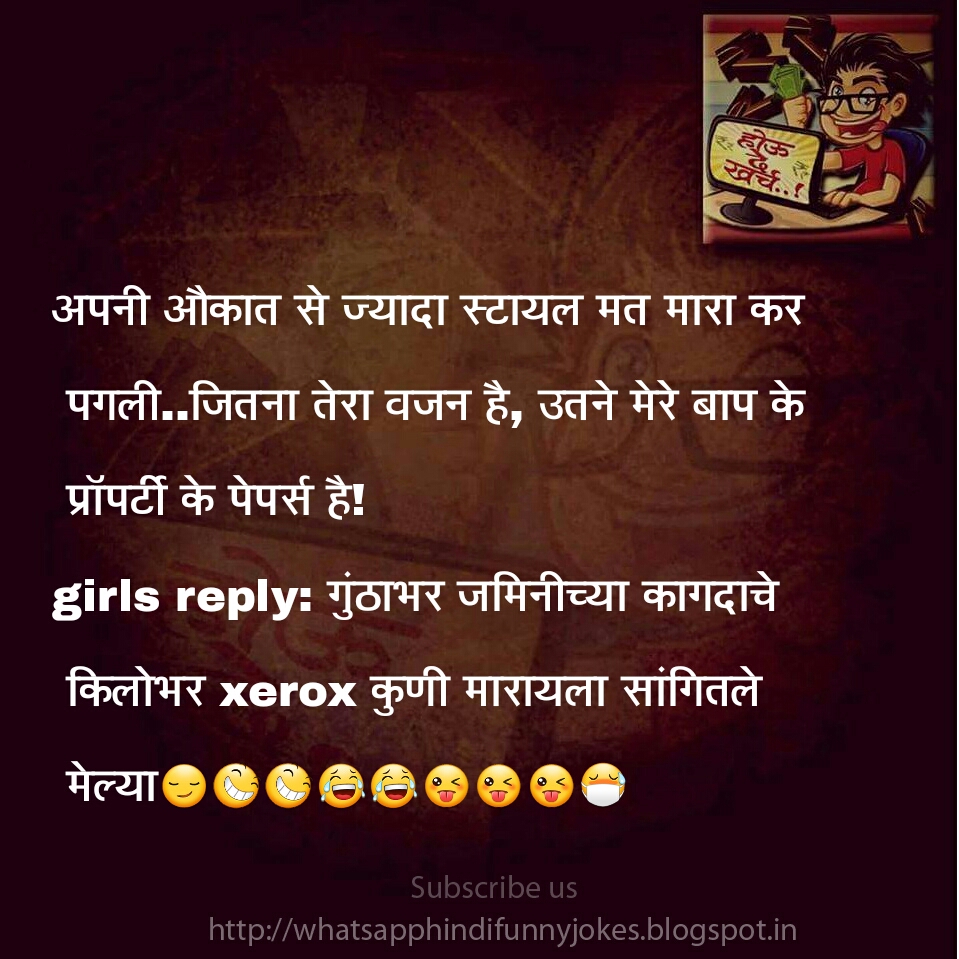 होऊ
दे
खर्च..!
अपनी औकात से ज्यादा स्टायल मत मारा कर
पगली..जितना तेरा वजन है, उतने मेरे बाप के
प्रॉपर्टी के पेपर्स है!
girls reply: गुंठाभर जमिनीच्या कागदाचे
किलोभर xerox कुणी मारायला सांगितले
मेल्या😏😆😆😂😂😜😜😜😷
Subscribe us
http://whatsapphindifunnyjokes.blogspot.in